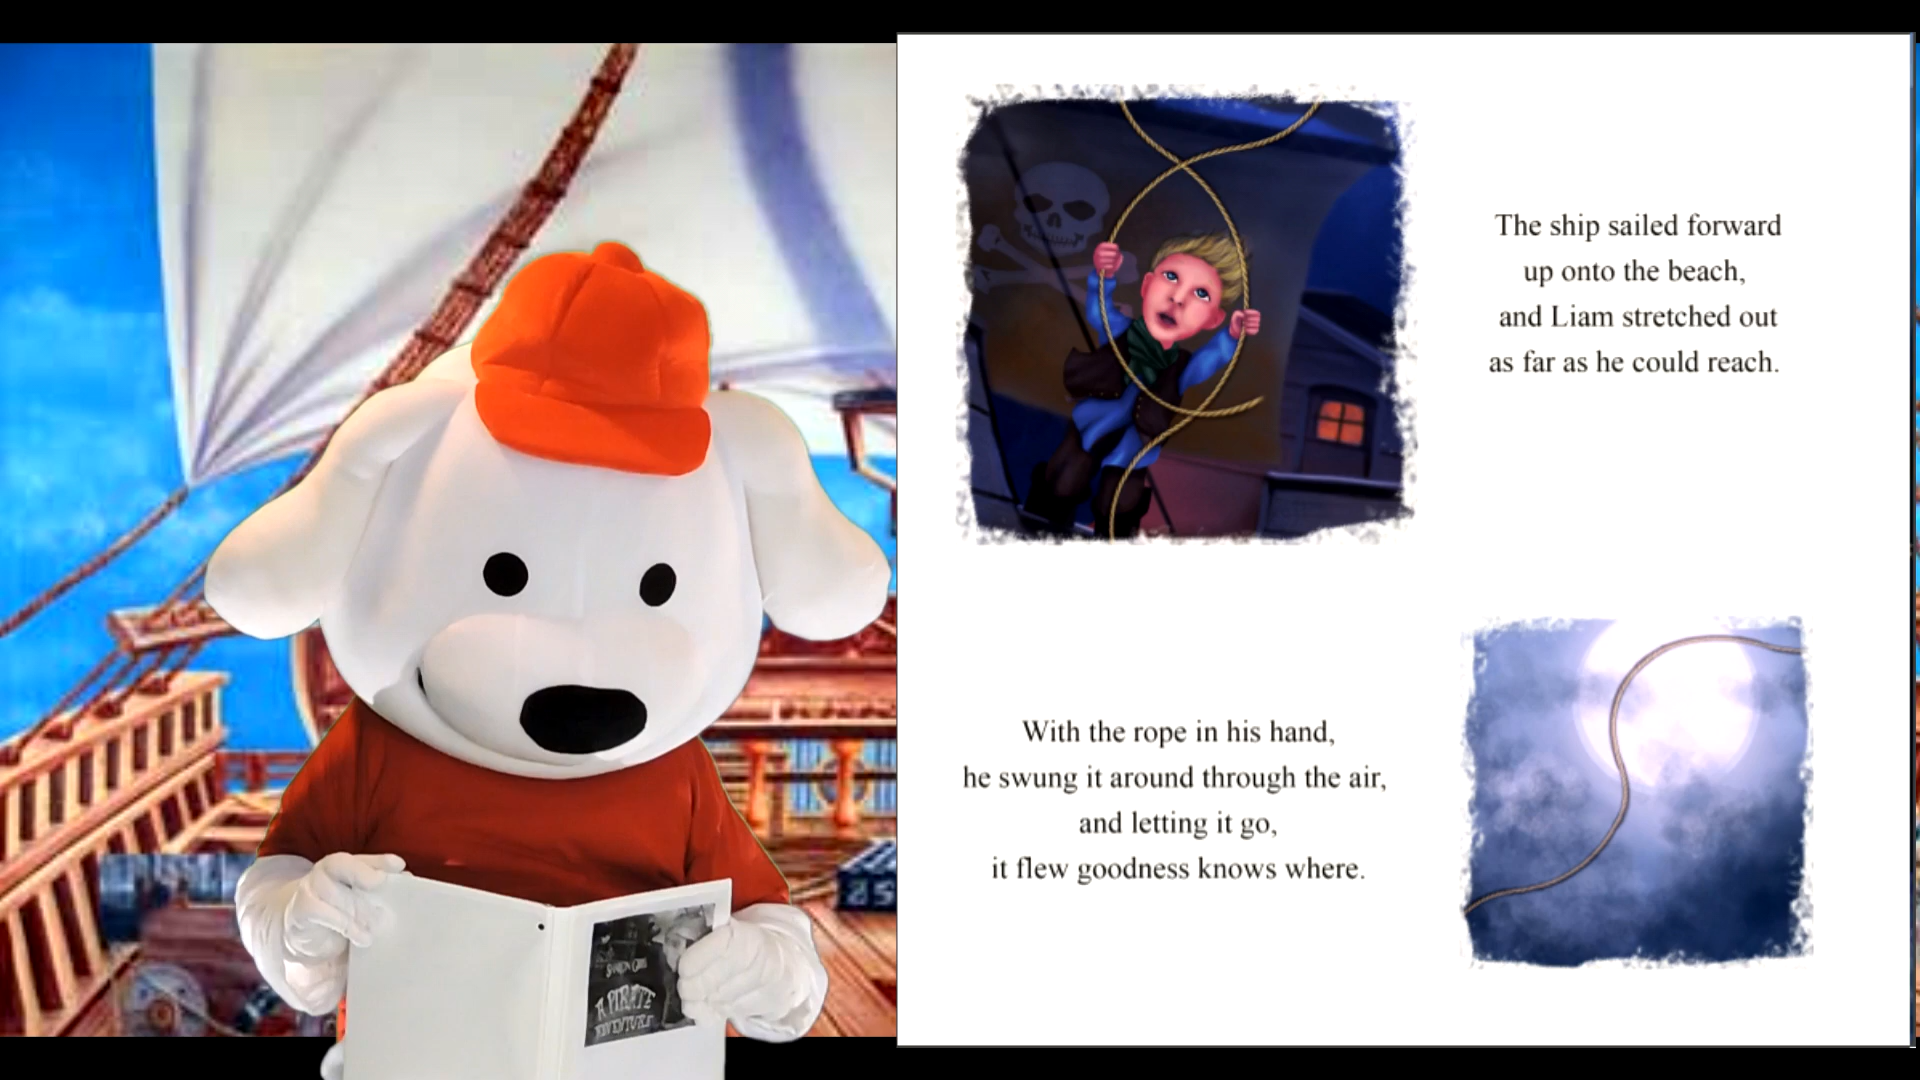 The ship sailed forward
up onto the beach,
and Liam stretched out
as far as he could reach.
With the rope in his hand,
he swung it around through the air,
and letting it go,
it flew goodness knows where.
A PIRATE
ADVENTURE